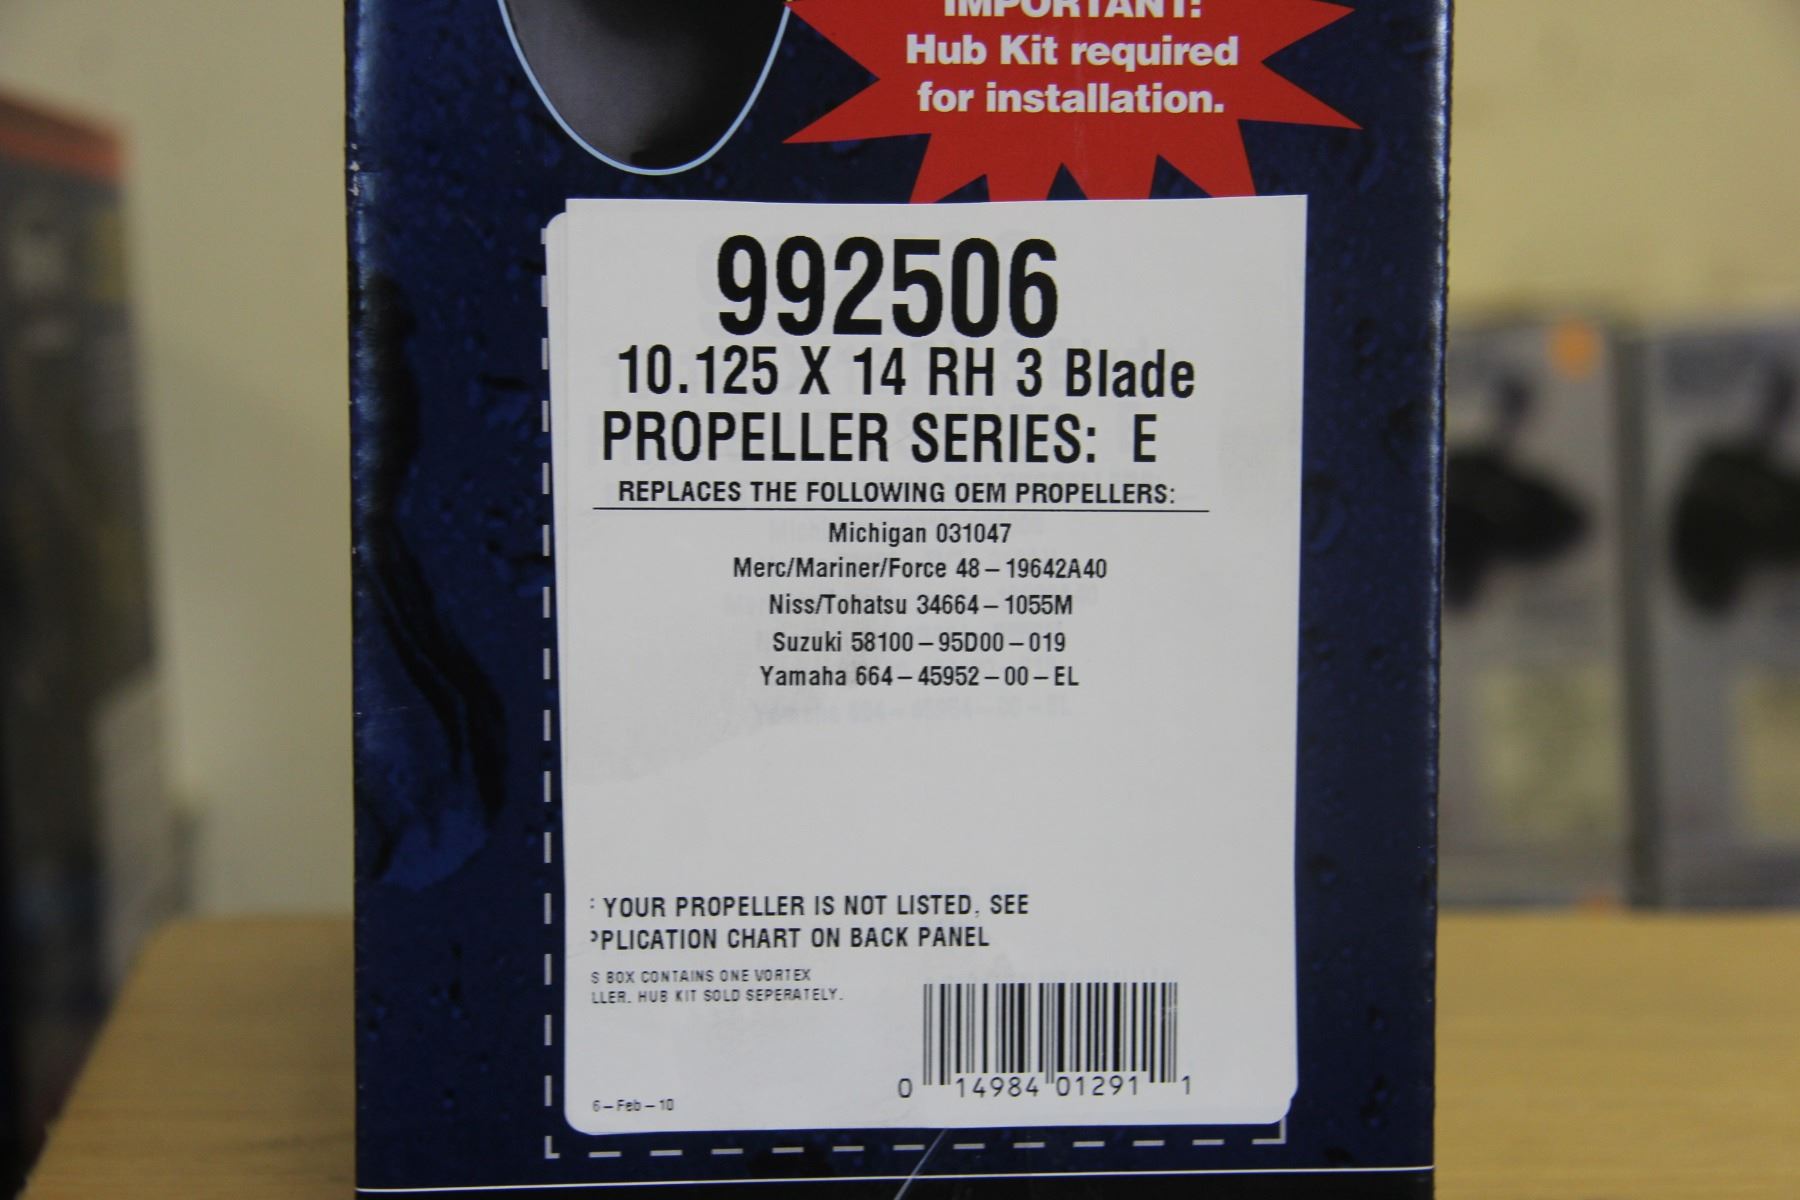 IMPORTANT:
Hub Kit required
for installation.
992506
10.125 X 14 RH 3 Blade
PROPELLER SERIES: E
REPLACES THE FOLLOWING OEM PROPELLERS:
Michigan 031047
Merc/Mariner/Force 48-19642A40
Niss/Tohatsu 34664-1055M
Suzuki 58100-95D00-019
Yamaha 664-45952-00-EL
: YOUR PROPELLER IS NOT LISTED, SEE
PLICATION CHART ON BACK PANEL
S BOX CONTAINS ONE VORTEX
LLER. HUB KIT SOLD SEPERATELY.
0 14984 01291 1
6-Feb-10